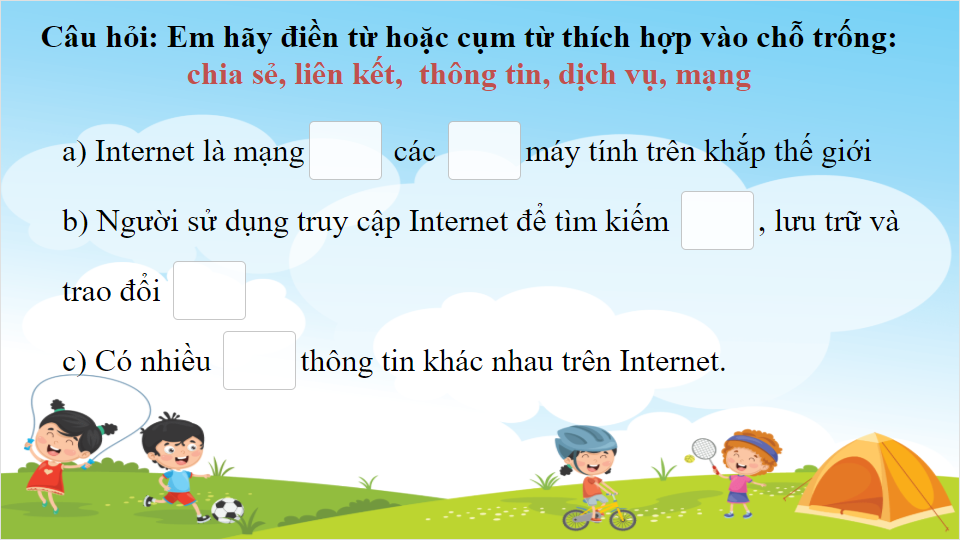 Câu hỏi: Em hãy điền từ hoặc cụm từ thích hợp vào chỗ trống:
chia sẻ, liên kết, thông tin, dịch vụ, mạng
a) Internet là mạng các máy tính trên khắp thế giới
b) Người sử dụng truy cập Internet để tìm kiếm , lưu trữ và
trao đổi
c) Có nhiều thông tin khác nhau trên Internet.